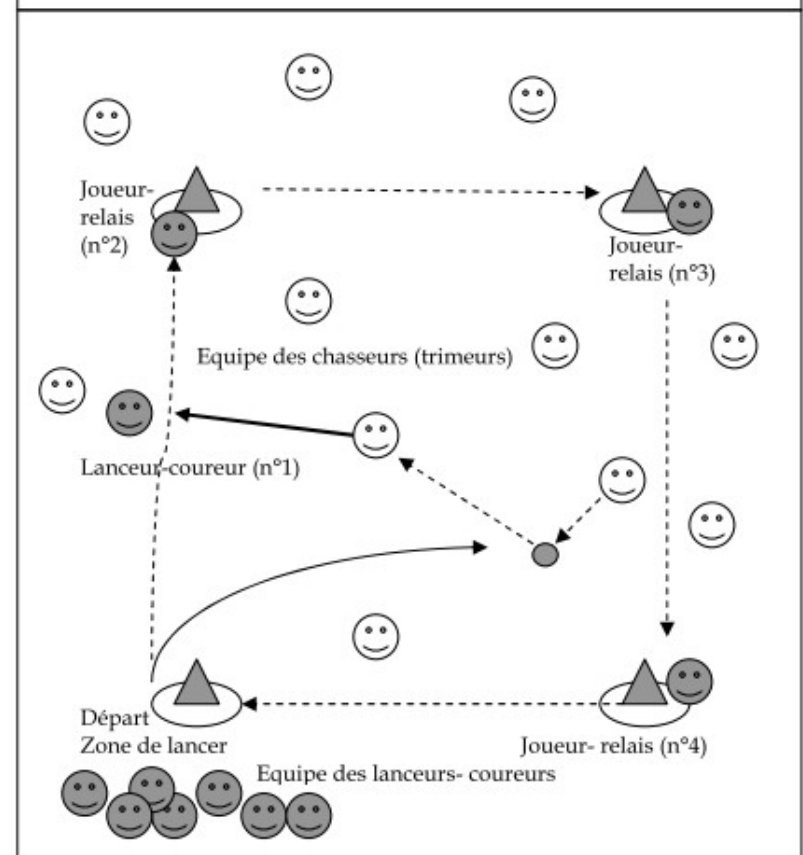 Joueur-
relais
(n°2)
Joueur-
relais (n°3)
Equipe des chasseurs (trimeurs)
Lanceur-coureur (n°1)
Départ
Zone de lancer
Joueur- relais (n°4)
Equipe des lanceurs- coureurs